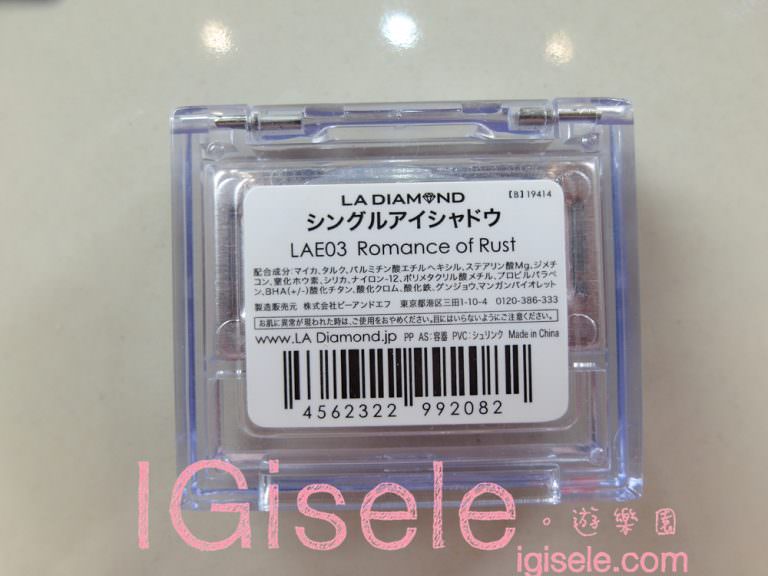 LA DIAMOND
【B】19414
シングルアイシャドウ
LAE03 Romance of Rust
配合成分:マイカ、タルク、パルミチン酸エチルヘキシル、ステアリン酸Mg、ジメチ
コン、窒化ホウ素、シリカ、ナイロン-12、ポリメタクリル酸メチル、プロピルパラベ
ン、BHA(+/-)酸化チタン、酸化クロム、酸化鉄、グンジョウ、マンガンバイオレット
製造販売元 株式会社ビーアンドエフ 東京都港区三田1-10-4 0120-386-333
お肌に異常が現われた時は、ご使用をおやめください。目にはいらないようにご注意ください。
www.LA Diamond.jp PP AS:容器 PVC:シュリンク Made in China
4562322 992082
IGisele。遊樂園
igisele.com